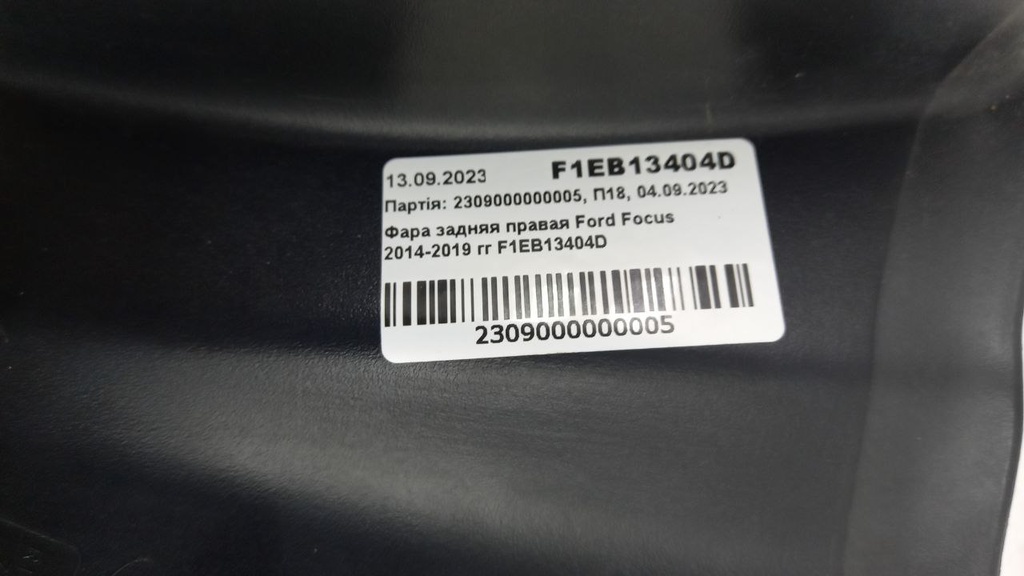 13.09.2023 F1EB13404D
Партія: 2309000000005, П18, 04.09.2023
Фара задняя правая Ford Focus
2014-2019 гг F1EB13404D
2309000000005